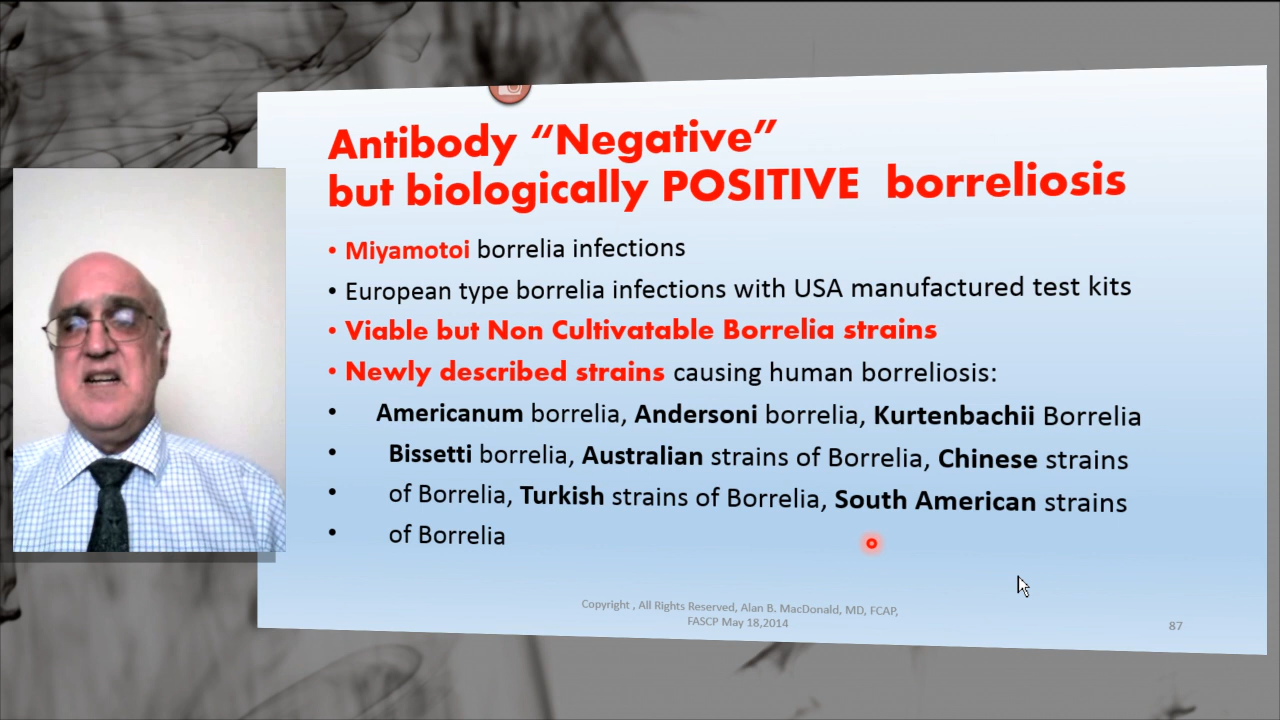 Antibody “Negative”
but biologically POSITIVE borreliosis
• Miyamotoi borrelia infections
• European type borrelia infections with USA manufactured test kits
• Viable but Non Cultivatable Borrelia strains
• Newly described strains causing human borreliosis:
• Americanum borrelia, Andersoni borrelia, Kurtenbachii Borrelia
• Bissetti borrelia, Australian strains of Borrelia, Chinese strains
• of Borrelia, Turkish strains of Borrelia, South American strains
• of Borrelia
Copyright , All Rights Reserved, Alan B. MacDonald, MD, FCAP,
FASCP May 18,2014
87